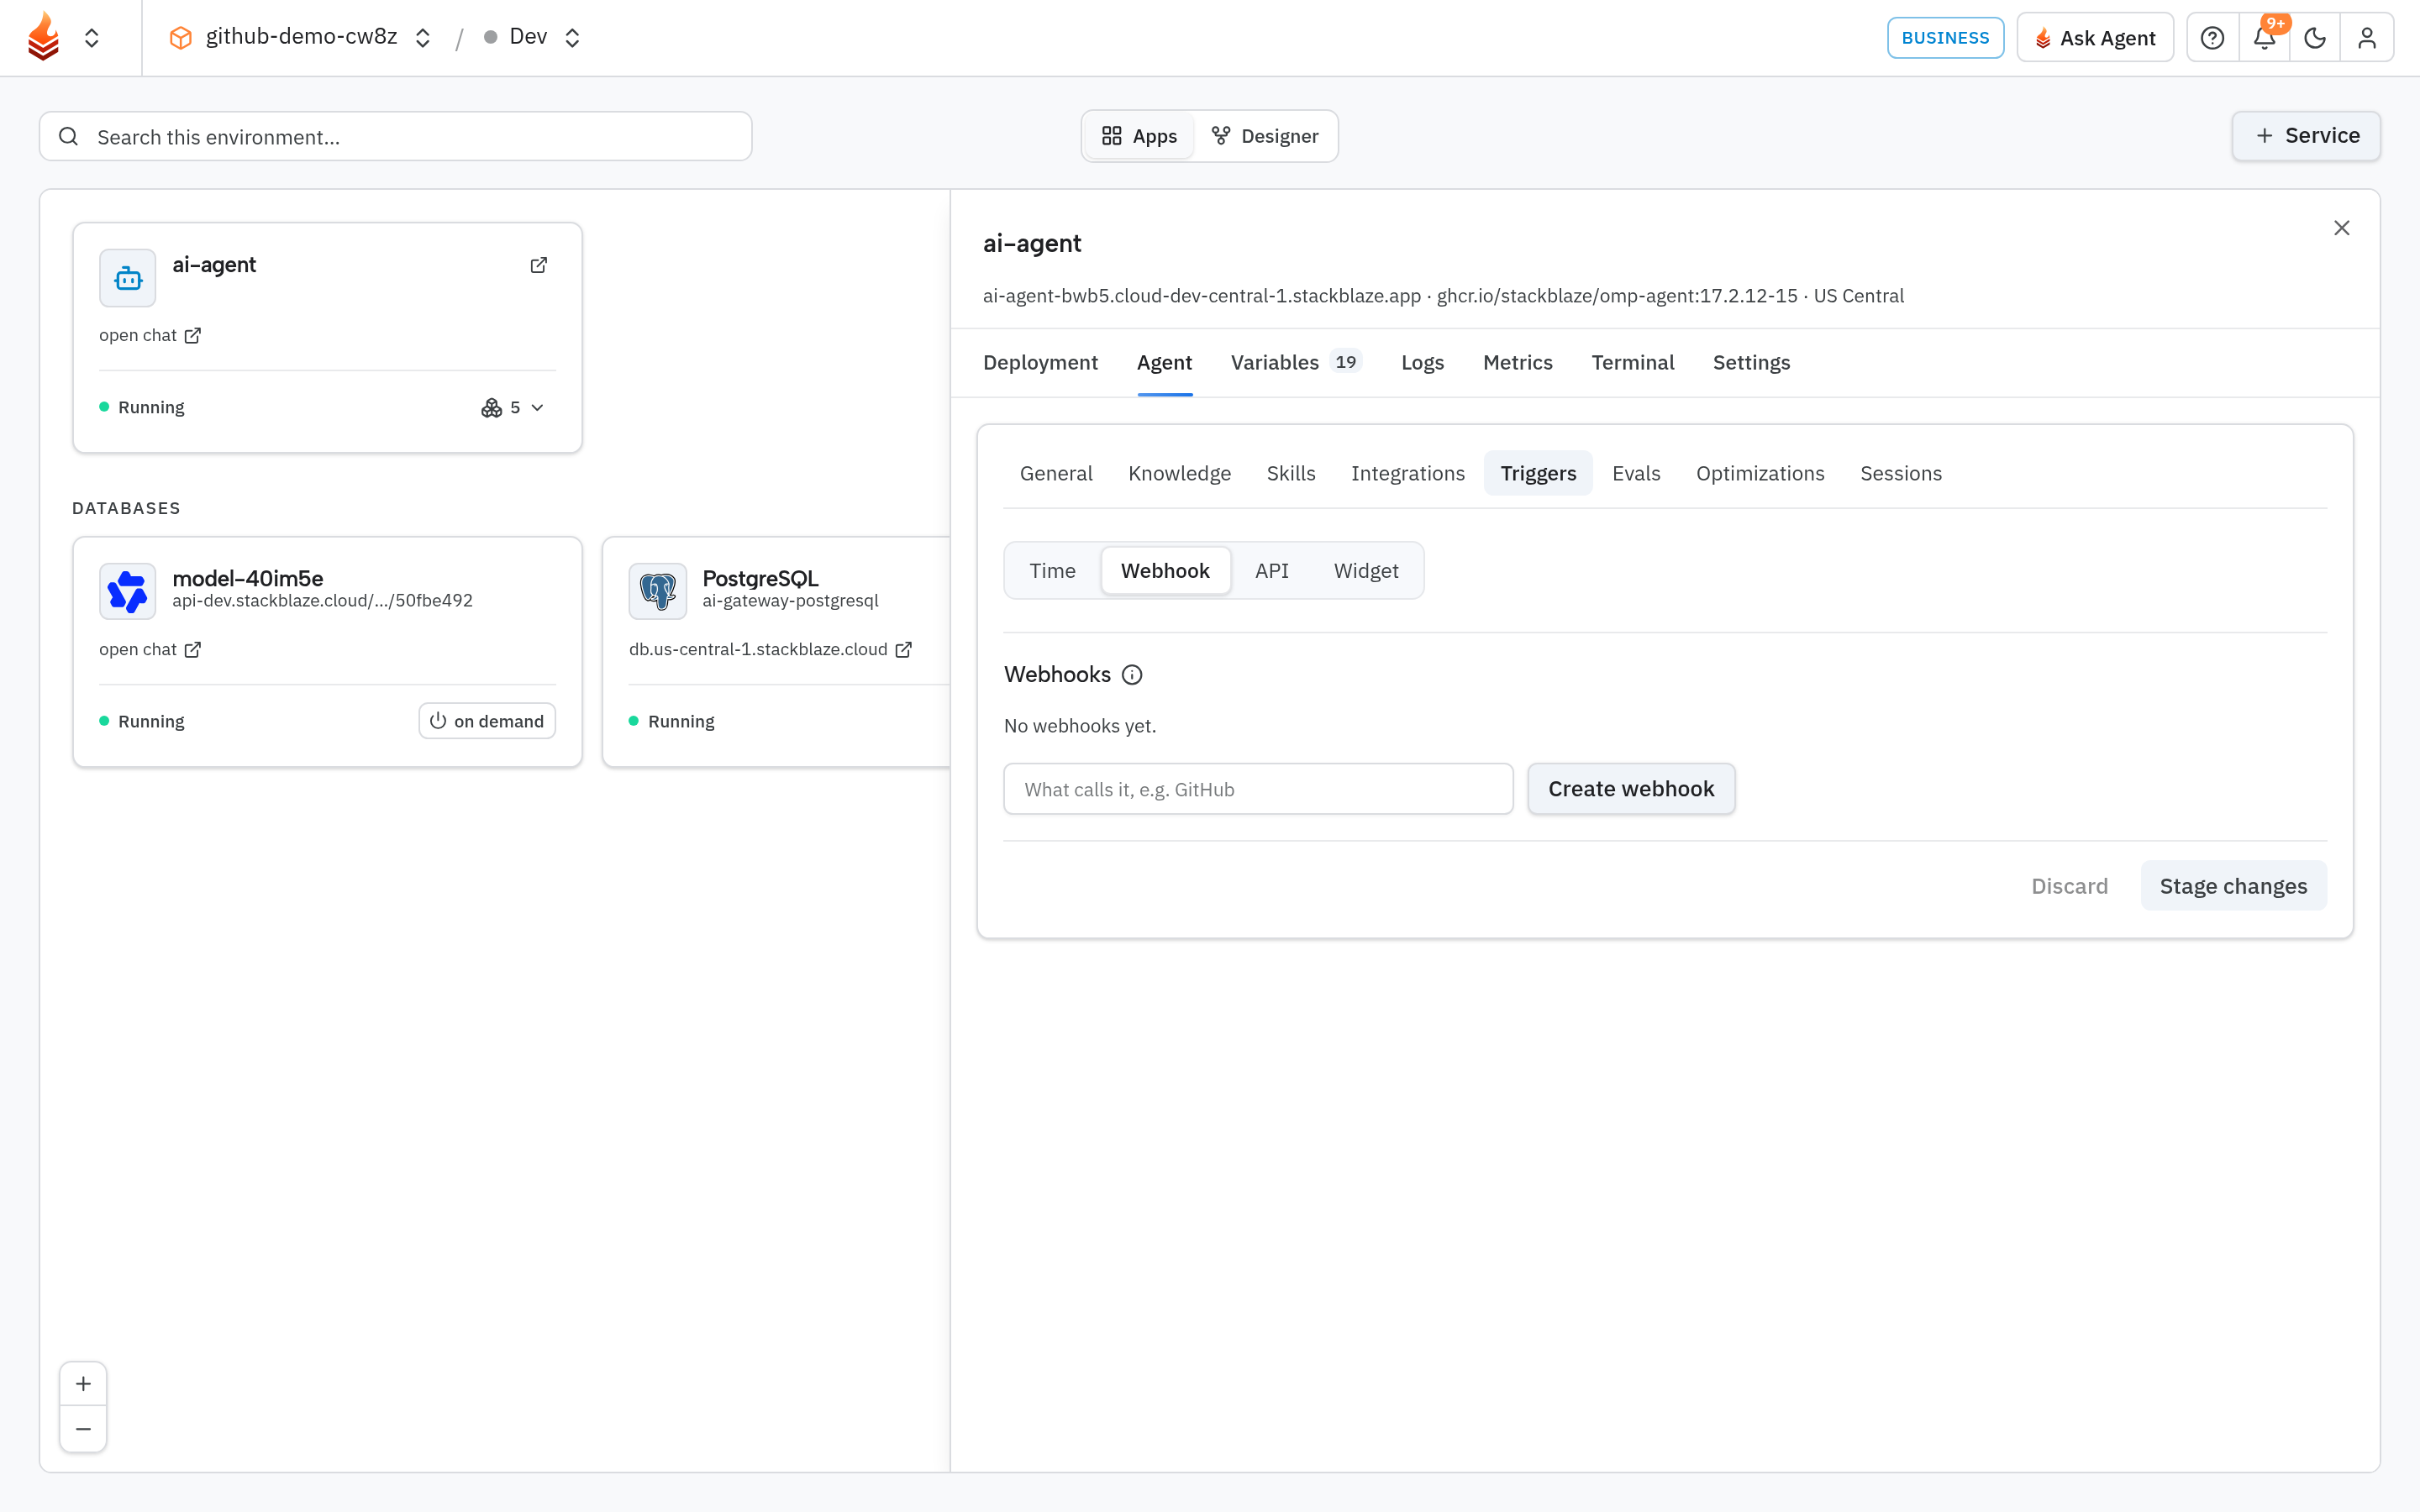 github-demo-cw8z / Dev
BUSINESS
Ask Agent
9+
Search this environment...
Apps
Designer
+ Service
ai-agent
open chat
Running
5
DATABASES
model-40im5e
api-dev.stackblaze.cloud/.../50fbe492
open chat
Running
on demand
PostgreSQL
ai-gateway-postgresql
db.us-central-1.stackblaze.cloud
Running
ai-agent
ai-agent-bwb5.cloud-dev-central-1.stackblaze.app · ghcr.io/stackblaze/omp-agent:17.2.12-15 · US Central
Deployment Agent Variables 19 Logs Metrics Terminal Settings
General Knowledge Skills Integrations Triggers Evals Optimizations Sessions
Time Webhook API Widget
Webhooks
No webhooks yet.
What calls it, e.g. GitHub
Create webhook
Discard
Stage changes